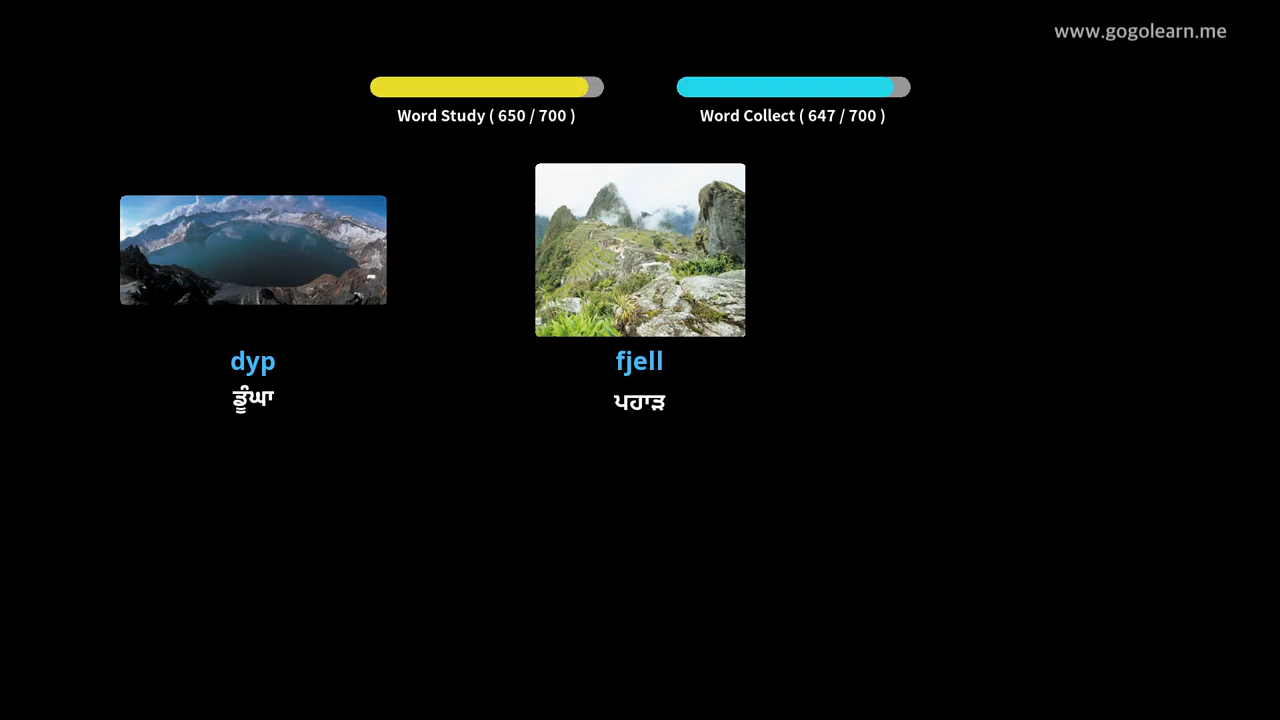 www.gogolearn.me
Word Study ( 650 / 700 )
Word Collect ( 647 / 700 )
dyp
ਡੂੰਘਾ
fjell
ਪਹਾੜ